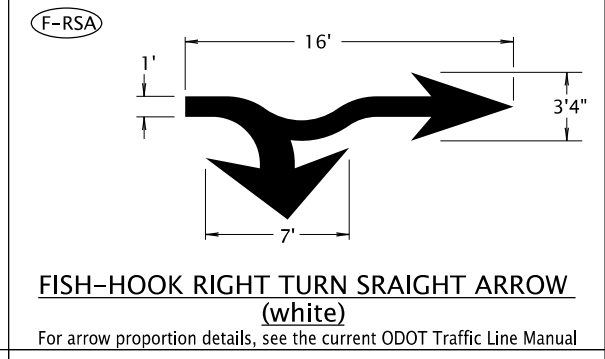 F-RSA
16'
1'
3'4"
7'
FISH-HOOK RIGHT TURN SRAIGHT ARROW
(white)
For arrow proportion details, see the current ODOT Traffic Line Manual